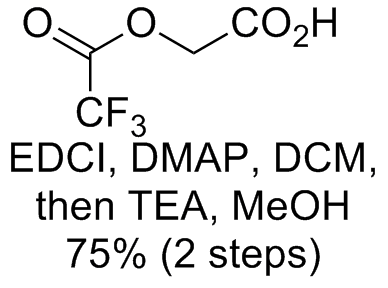 O O CO₂H
CF₃
EDCI, DMAP, DCM,
then TEA, MeOH
75% (2 steps)